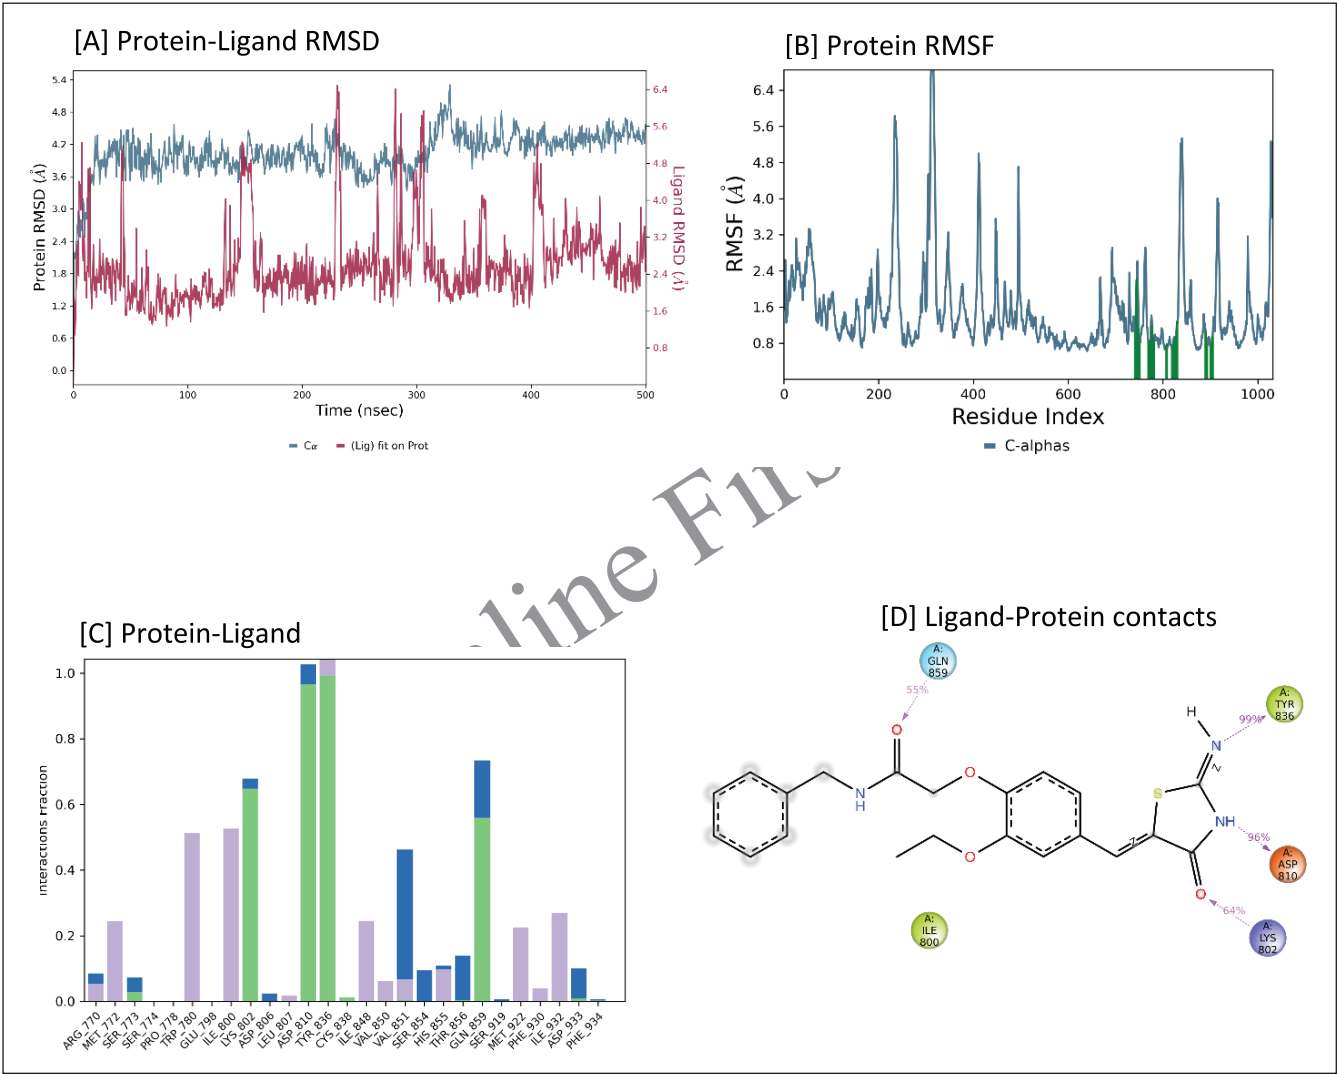 [A] Protein-Ligand RMSD
5.4
4.8
4.2
3.6
3.0
2.4
1.8
1.2
0.6
0.0
Protein RMSD (Å)
6.4
5.6
4.8
4.0
3.2
2.4
1.6
0.8
Ligand RMSD (Å)
0 100 200 300 400 500
Time (nsec)
Cα (Lig) fit on Prot
[B] Protein RMSF
6.4
5.6
4.8
4.0
3.2
2.4
1.6
0.8
RMSF (Å)
0 200 400 600 800 1000
Residue Index
C-alphas
line Firs
[C] Protein-Ligand
1.0
0.8
0.6
0.4
0.2
0.0
Interactions Fraction
ARG_770
MET_772
SER_773
SER_774
PRO_778
TRP_780
GLU_798
ILE_800
LYS_802
ASP_806
LEU_807
ASP_810
TYR_836
CYS_838
ILE_848
VAL_850
VAL_851
SER_854
HIS_855
THR_856
GLN_859
SER_919
MET_922
PHE_930
ILE_932
ASP_933
PHE_934
[D] Ligand-Protein contacts
A:
GLN
859
55%
O
N
H
O
O
A:
ILE
800
H
N
Z
S
NH
Z
O
99%
A:
TYR
836
96%
A:
ASP
810
64%
A:
LYS
802